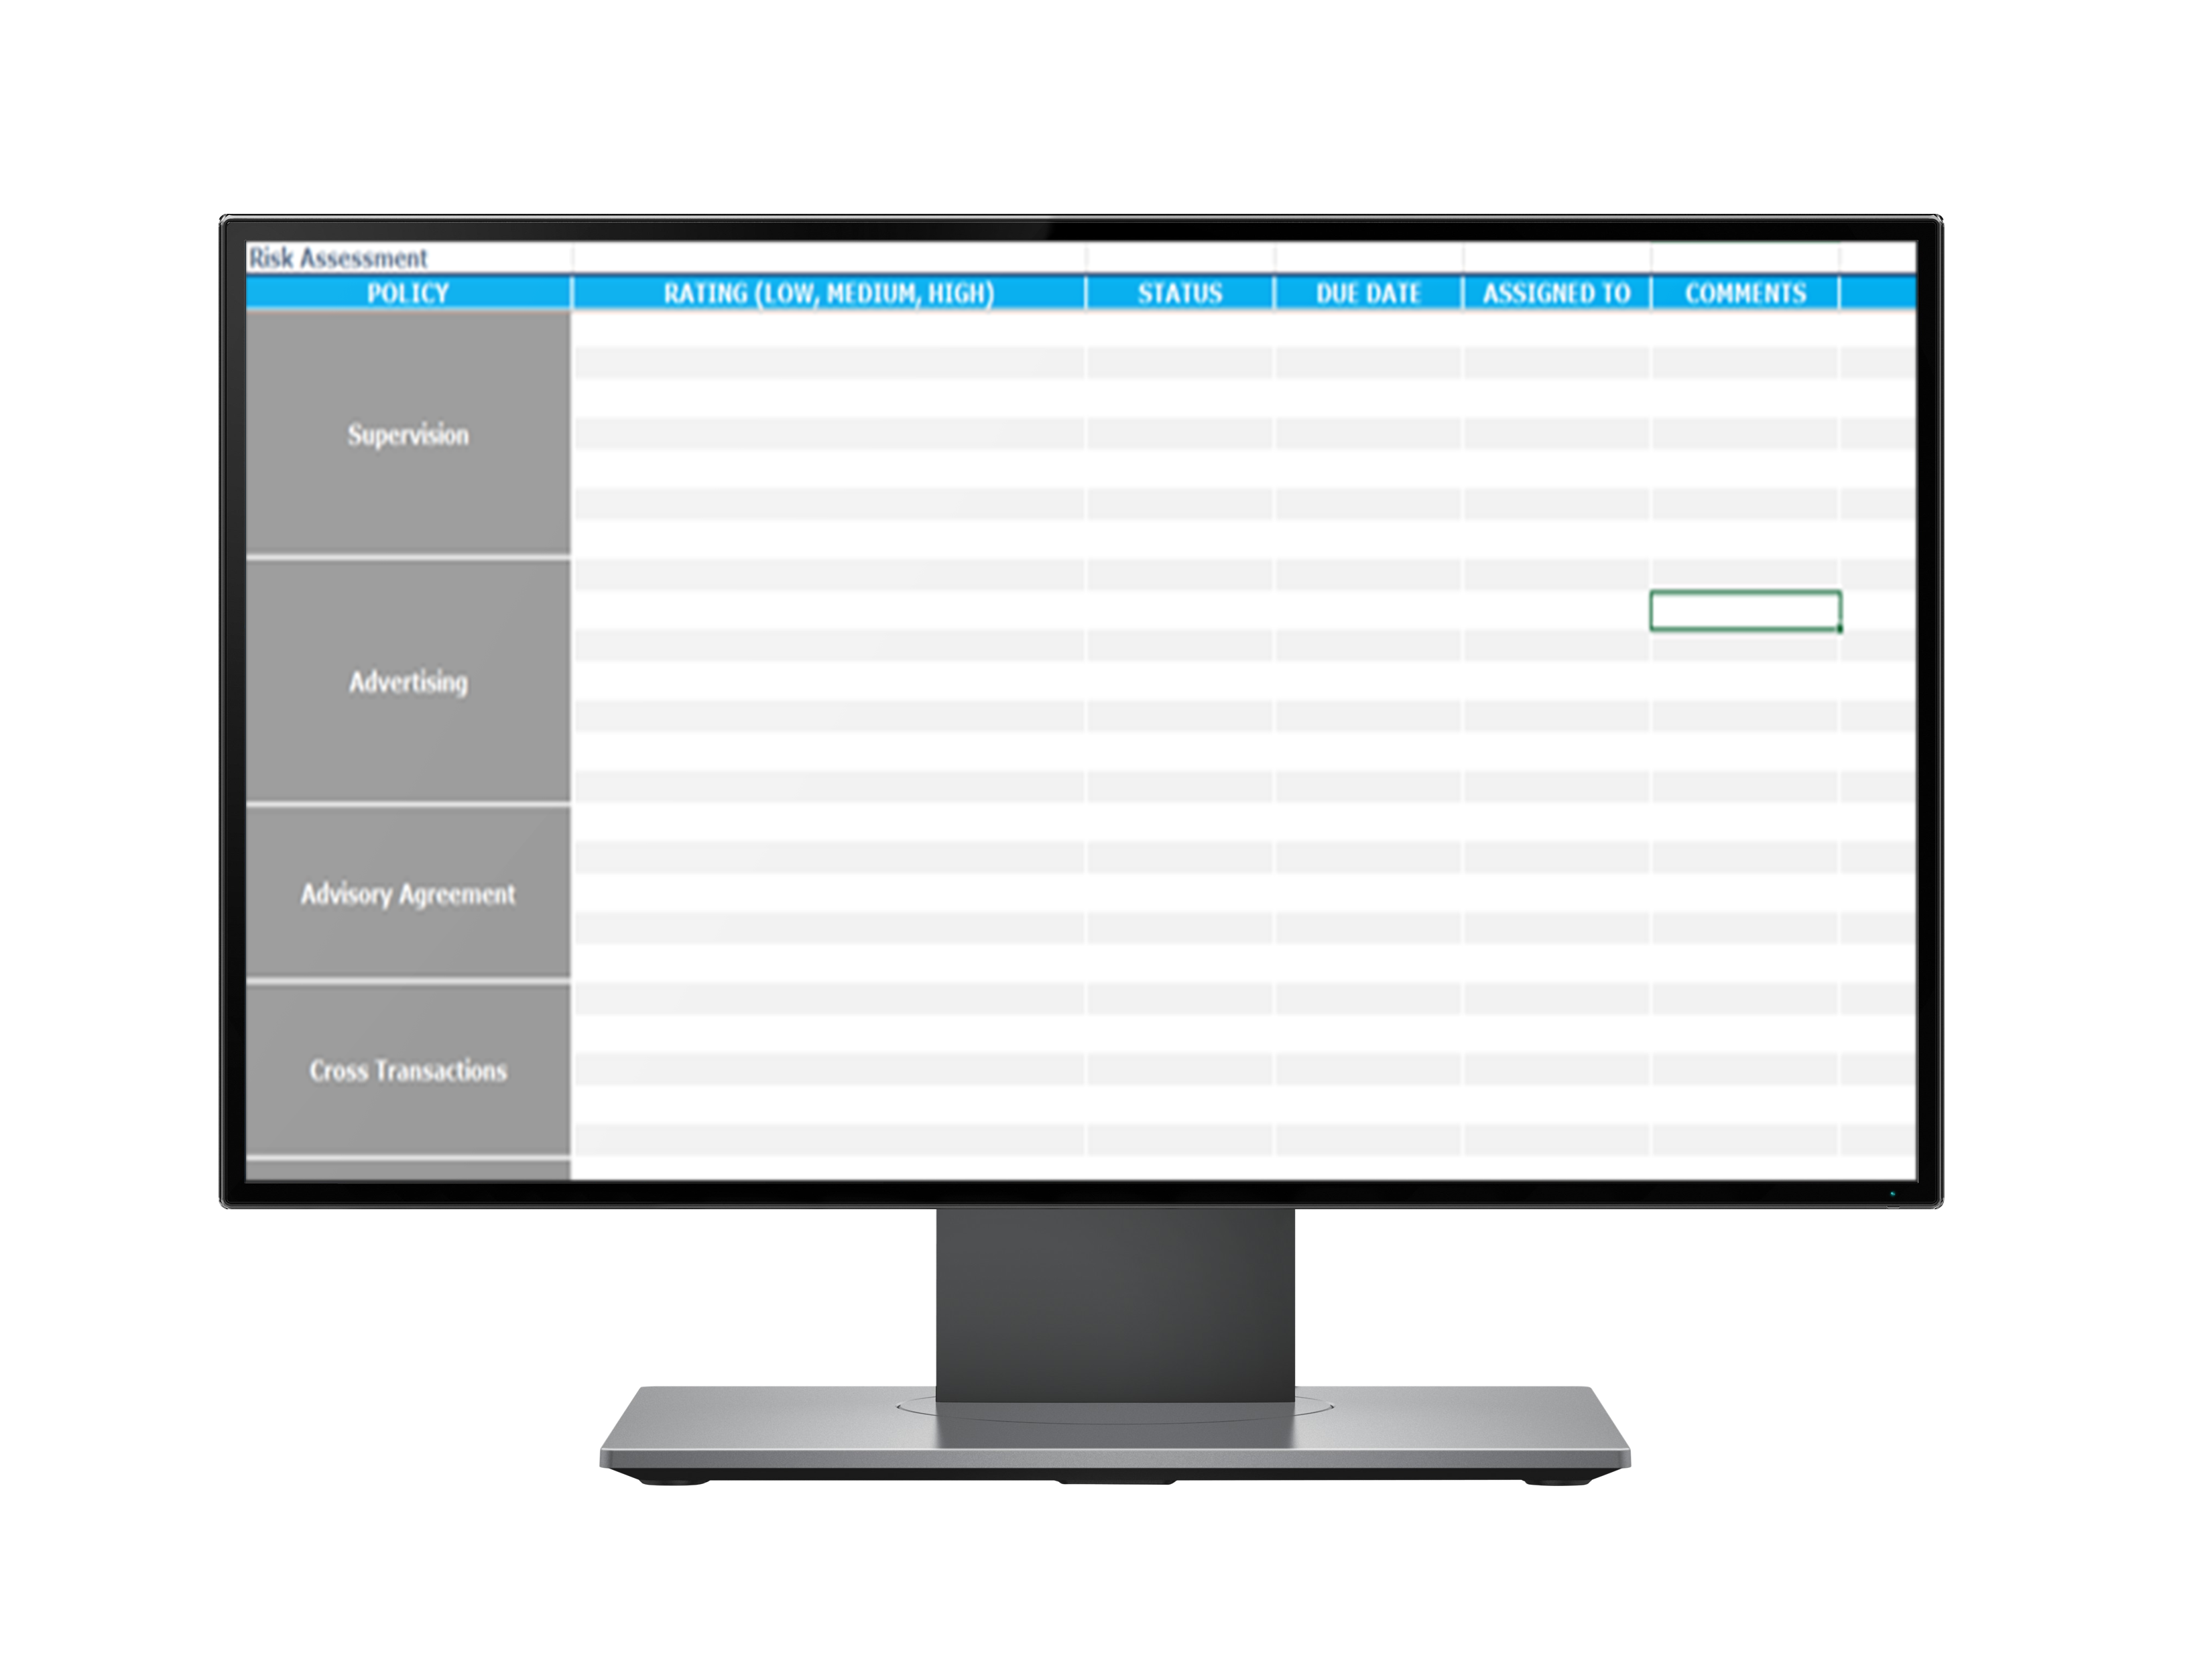 Risk Assessment
POLICY RATING (LOW, MEDIUM, HIGH) STATUS DUE DATE ASSIGNED TO COMMENTS
Supervision
Advertising
Advisory Agreement
Cross Transactions